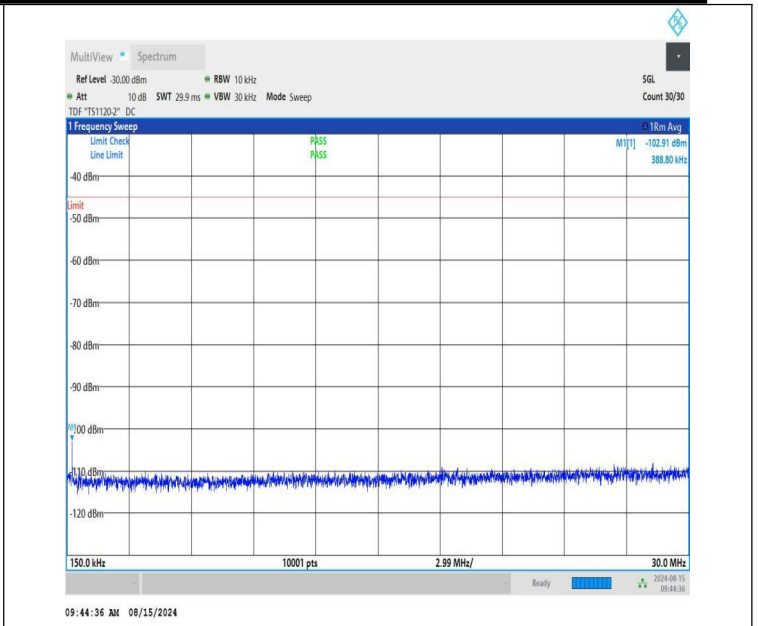 R S
MultiView Spectrum
Ref Level -30.00 dBm RBW 10 kHz SGL
Att 10 dB SWT 29.9 ms VBW 30 kHz Mode Sweep Count 30/30
TDF "TS1120-2" DC
1 Frequency Sweep 1Rm Avg
Limit Check PASS M1[1] -102.91 dBm
Line Limit PASS 388.80 kHz
-40 dBm
Limit
-50 dBm
-60 dBm
-70 dBm
-80 dBm
-90 dBm
M1
-100 dBm
-110 dBm
-120 dBm
150.0 kHz 10001 pts 2.99 MHz/ 30.0 MHz
Ready 2024-08-15
09:44:36
09:44:36 AM 08/15/2024